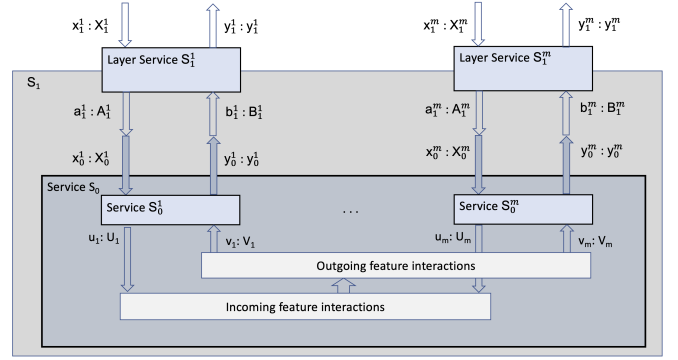 x₁¹ : X₁¹
y₁¹ : y₁¹
x₁ᵐ : X₁ᵐ
y₁ᵐ : y₁ᵐ
Layer Service S₁¹
Layer Service S₁ᵐ
S₁
a₁¹ : A₁¹
b₁¹ : B₁¹
a₁ᵐ : A₁ᵐ
b₁ᵐ : B₁ᵐ
x₀¹ : X₀¹
y₀¹ : y₀¹
x₀ᵐ : X₀ᵐ
y₀ᵐ : y₀ᵐ
Service S₀
Service S₀¹
. . .
Service S₀ᵐ
u₁: U₁
v₁: V₁
uₘ: Uₘ
vₘ: Vₘ
Outgoing feature interactions
Incoming feature interactions